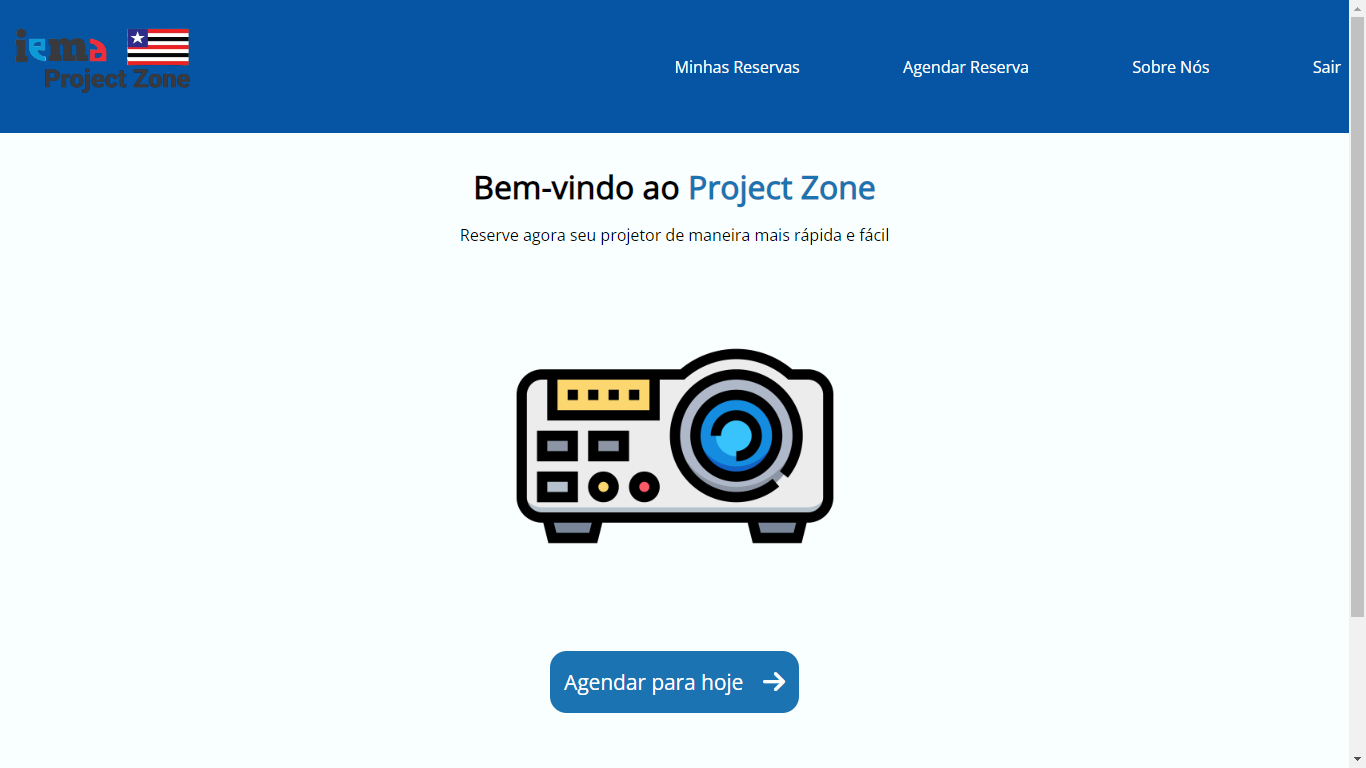 iema
Project Zone
Minhas Reservas
Agendar Reserva
Sobre Nós
Sair
Bem-vindo ao Project Zone
Reserve agora seu projetor de maneira mais rápida e fácil
Agendar para hoje